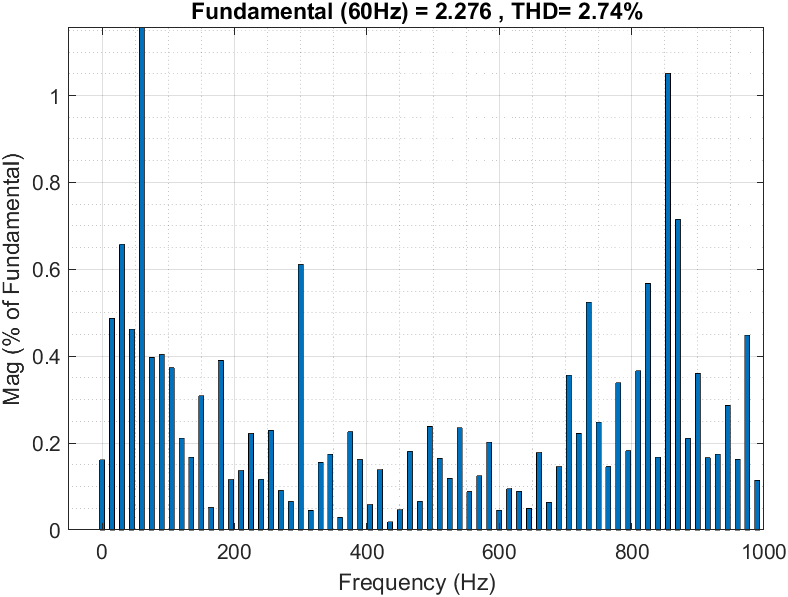 Fundamental (60Hz) = 2.276 , THD= 2.74%
1
0.8
0.6
0.4
0.2
0
Mag (% of Fundamental)
0 200 400 600 800 1000
Frequency (Hz)